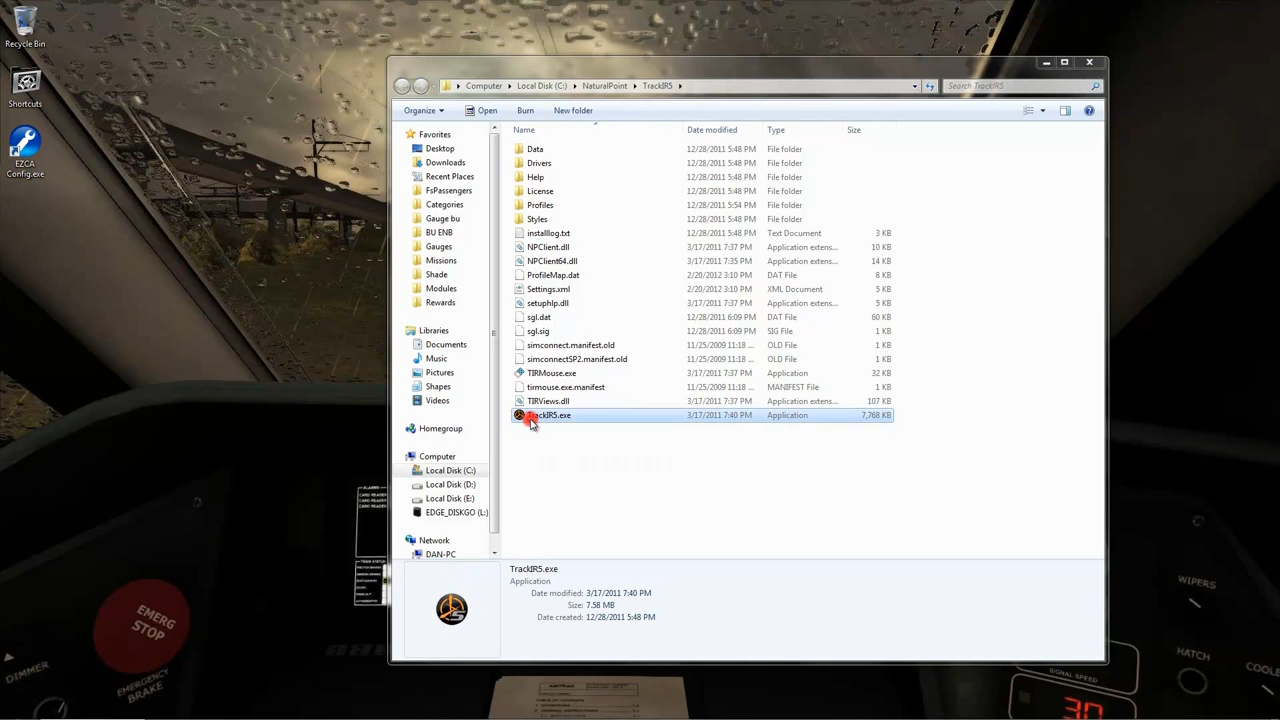 Recycle Bin
Shortcuts
EZCA
Config.exe
Computer Local Disk (C:) NaturalPoint TrackIR5 Search TrackIR5
Organize Open Burn New folder
Name Date modified Type Size
Favorites
Desktop
Downloads
Recent Places
FsPassengers
Categories
Gauge bu
BU ENB
Gauges
Missions
Shade
Modules
Rewards
Libraries
Documents
Music
Pictures
Shapes
Videos
Homegroup
Computer
Local Disk (C:)
Local Disk (D:)
Local Disk (E:)
EDGE_DISKGO (L:)
Network
DAN-PC
Data 12/28/2011 5:48 PM File folder
Drivers 12/28/2011 5:48 PM File folder
Help 12/28/2011 5:48 PM File folder
License 12/28/2011 5:48 PM File folder
Profiles 12/28/2011 5:54 PM File folder
Styles 12/28/2011 5:48 PM File folder
installlog.txt 12/28/2011 5:48 PM Text Document 3 KB
NPClient.dll 3/17/2011 7:37 PM Application extens... 10 KB
NPClient64.dll 3/17/2011 7:35 PM Application extens... 14 KB
ProfileMap.dat 2/20/2012 3:10 PM DAT File 8 KB
Settings.xml 2/20/2012 3:10 PM XML Document 5 KB
setuphlp.dll 3/17/2011 7:37 PM Application extens... 5 KB
sgl.dat 12/28/2011 6:09 PM DAT File 60 KB
sgl.sig 12/28/2011 6:09 PM SIG File 1 KB
simconnect.manifest.old 11/25/2009 11:18 ... OLD File 1 KB
simconnectSP2.manifest.old 11/25/2009 11:18 ... OLD File 1 KB
TIRMouse.exe 3/17/2011 7:37 PM Application 32 KB
tirmouse.exe.manifest 11/25/2009 11:18 ... MANIFEST File 1 KB
TIRViews.dll 3/17/2011 7:37 PM Application extens... 107 KB
TrackIR5.exe 3/17/2011 7:40 PM Application 7,768 KB
TrackIR5.exe
Application
Date modified: 3/17/2011 7:40 PM
Size: 7.58 MB
Date created: 12/28/2011 5:48 PM
5
EMERG
STOP
EMERGENCY
BRAKE
DIMMER
WIPERS
HATCH
SIGNAL SPEED
30
AMTRAK